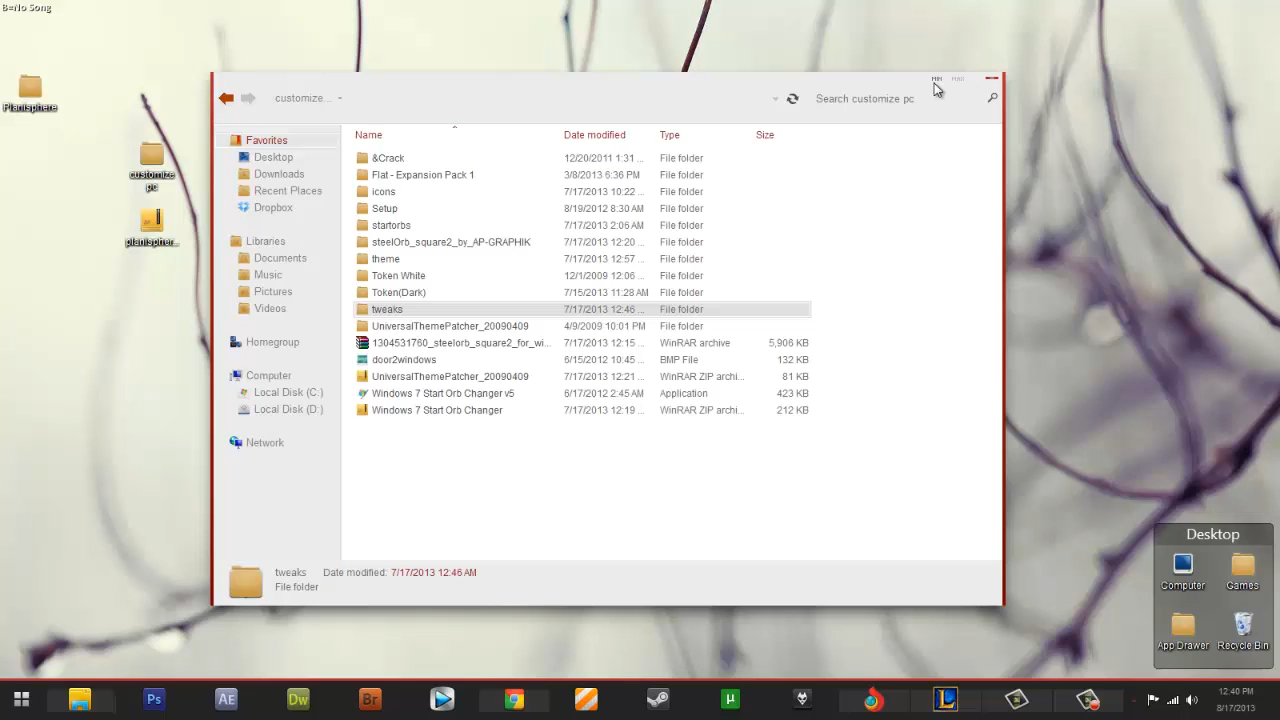 B=No Song
Planisphere
customize
pc
planispher...
MIN
customize...
Search customize pc
Name Date modified Type Size
Favorites
Desktop
Downloads
Recent Places
Dropbox
Libraries
Documents
Music
Pictures
Videos
Homegroup
Computer
Local Disk (C:)
Local Disk (D:)
Network
&Crack 12/20/2011 1:31 ... File folder
Flat - Expansion Pack 1 3/8/2013 6:36 PM File folder
icons 7/17/2013 10:22 ... File folder
Setup 8/19/2012 8:30 AM File folder
startorbs 7/17/2013 2:06 AM File folder
steelOrb_square2_by_AP-GRAPHIK 7/17/2013 12:20 ... File folder
theme 7/17/2013 12:57 ... File folder
Token White 12/1/2009 12:06 ... File folder
Token(Dark) 7/15/2013 11:28 AM File folder
tweaks 7/17/2013 12:46 ... File folder
UniversalThemePatcher_20090409 4/9/2009 10:01 PM File folder
1304531760_steelorb_square2_for_wi... 7/17/2013 12:15 ... WinRAR archive 5,906 KB
door2windows 6/15/2012 10:45 ... BMP File 132 KB
UniversalThemePatcher_20090409 7/17/2013 12:21 ... WinRAR ZIP archi... 81 KB
Windows 7 Start Orb Changer v5 6/17/2012 2:45 AM Application 423 KB
Windows 7 Start Orb Changer 7/17/2013 12:19 ... WinRAR ZIP archi... 212 KB
tweaks Date modified: 7/17/2013 12:46 AM
File folder
Desktop
Computer Games
App Drawer Recycle Bin
Ps AE Dw Br µ L
12:40 PM
8/17/2013